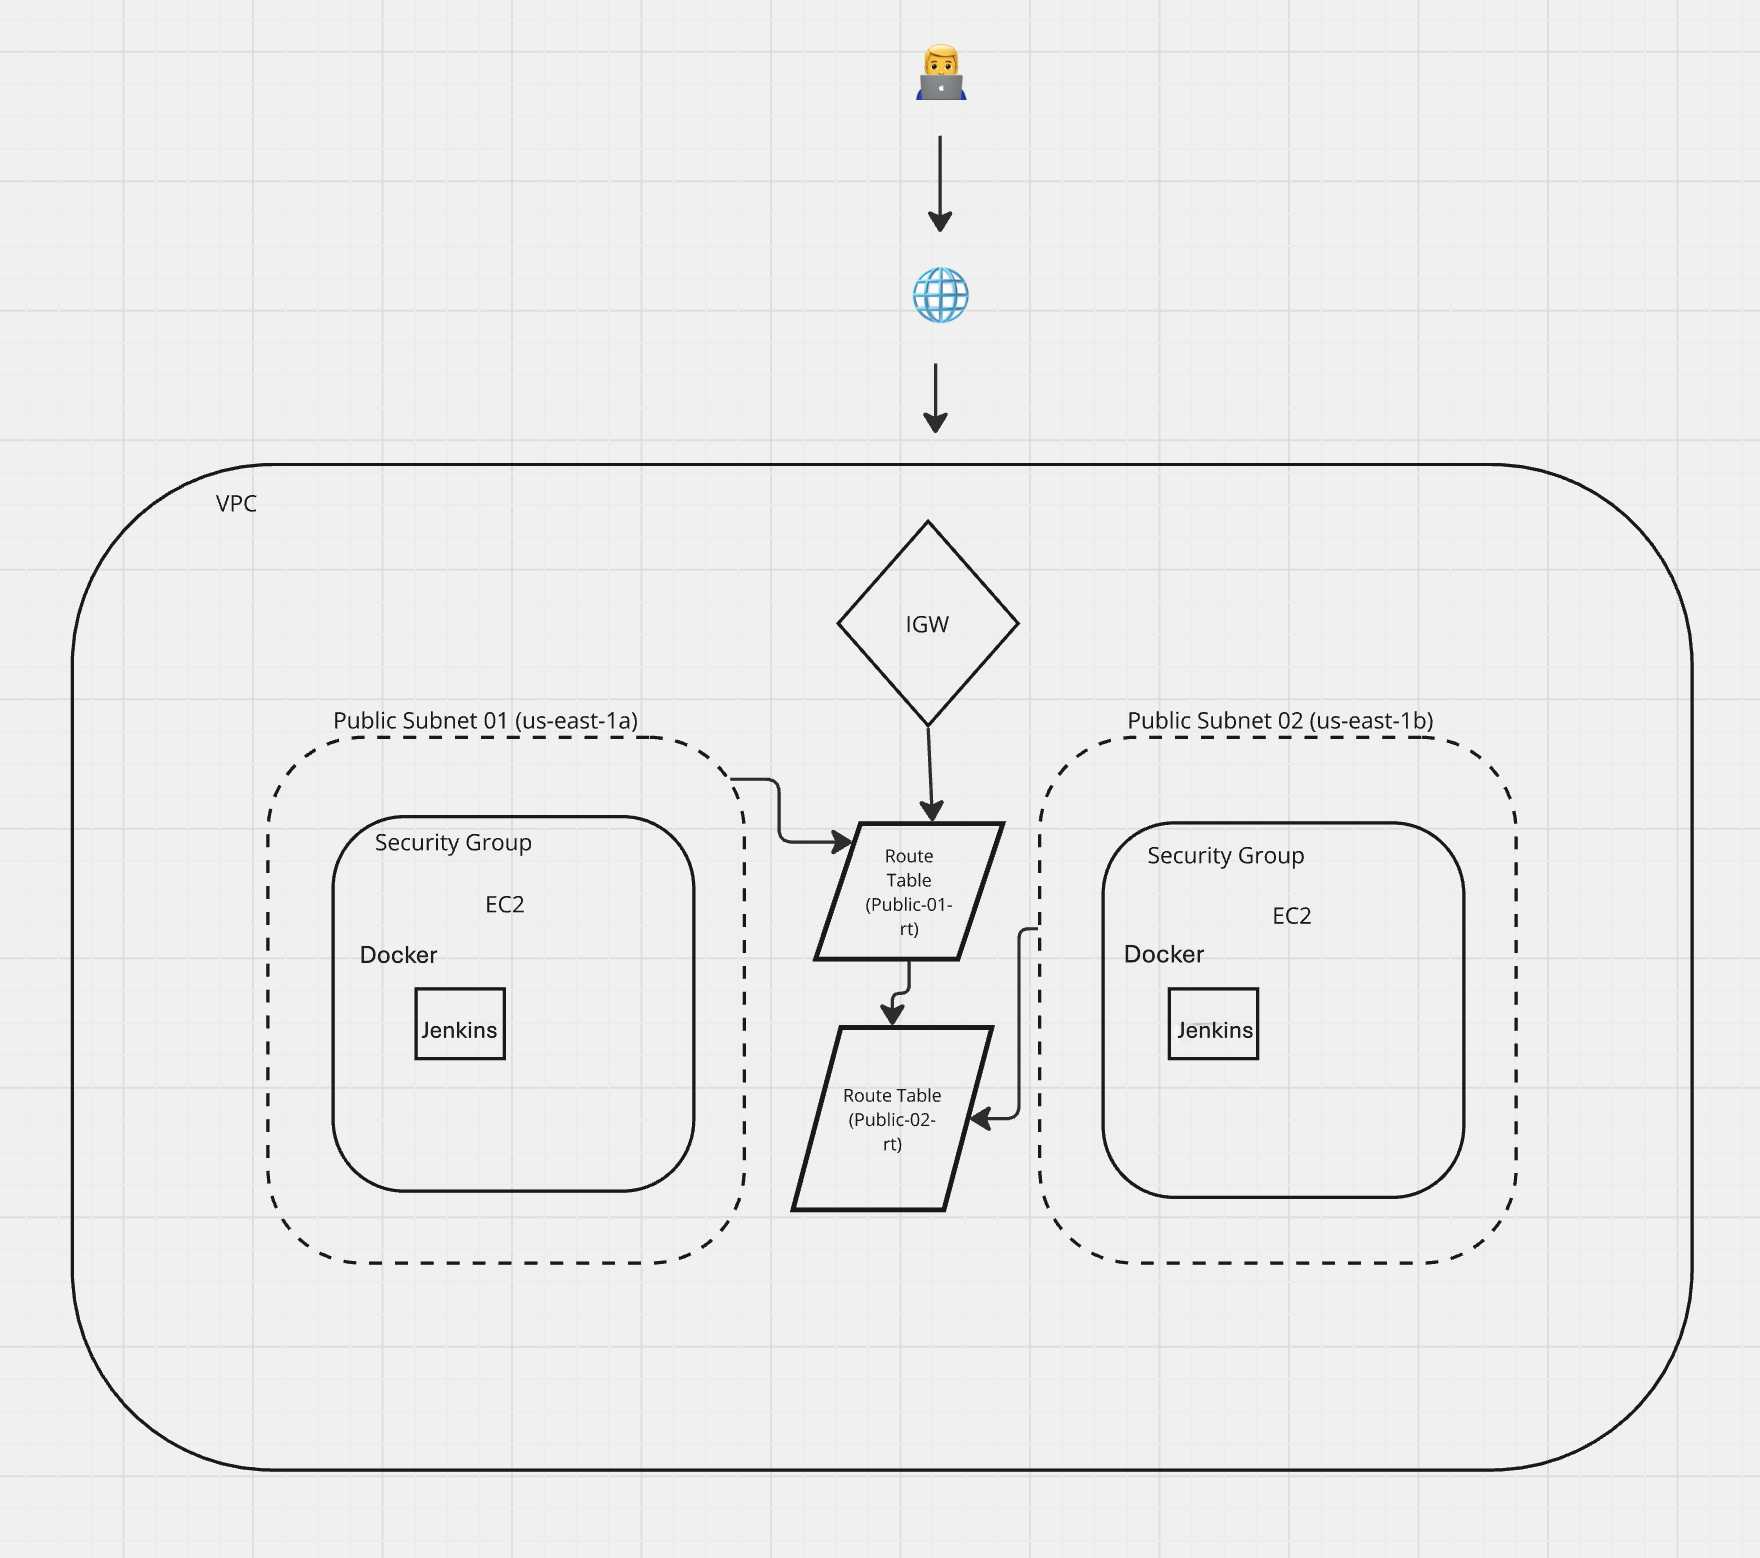 VPC
IGW
Public Subnet 01 (us-east-1a)
Public Subnet 02 (us-east-1b)
Security Group
EC2
Docker
Jenkins
Route
Table
(Public-01-
rt)
Route Table
(Public-02-
rt)
Security Group
EC2
Docker
Jenkins